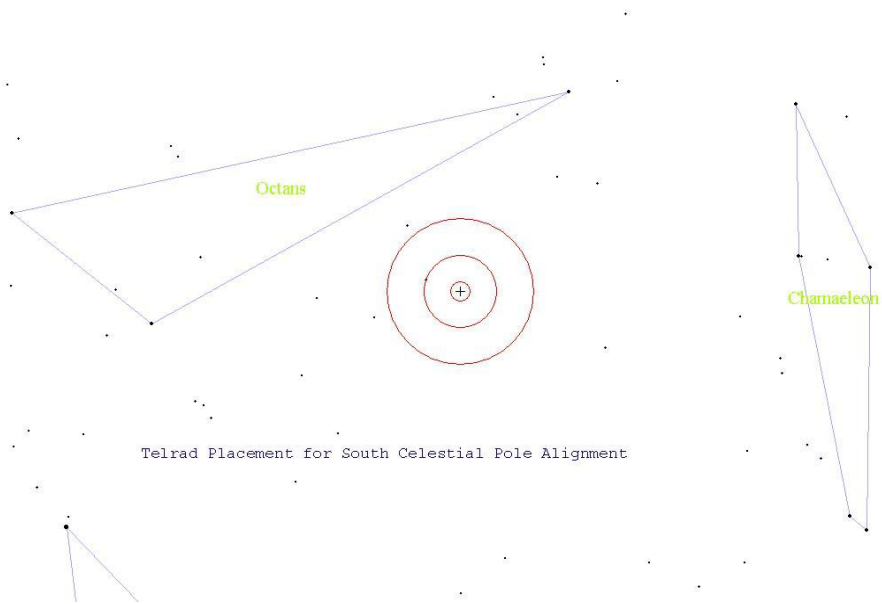 Octans
Chamaeleon
Telrad Placement for South Celestial Pole Alignment